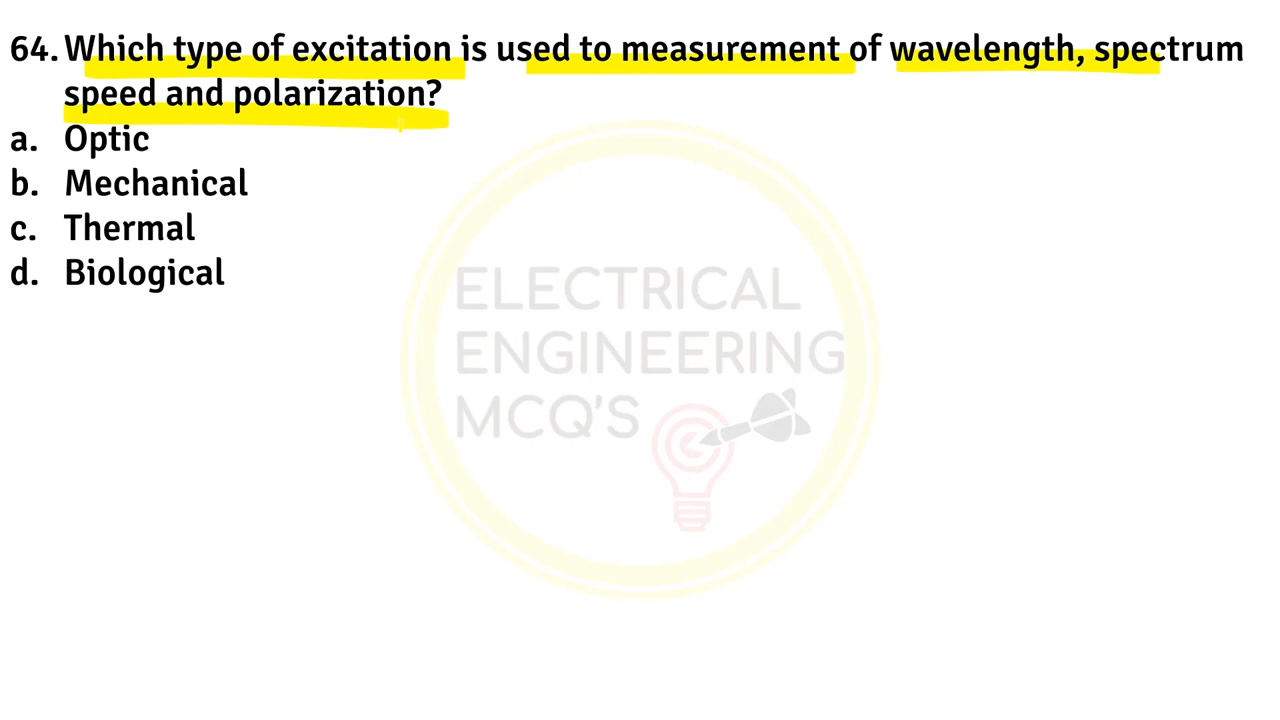 64. Which type of excitation is used to measurement of wavelength, spectrum
speed and polarization?
a. Optic
b. Mechanical
c. Thermal
d. Biological
ELECTRICAL
ENGINEERING
MCQ'S